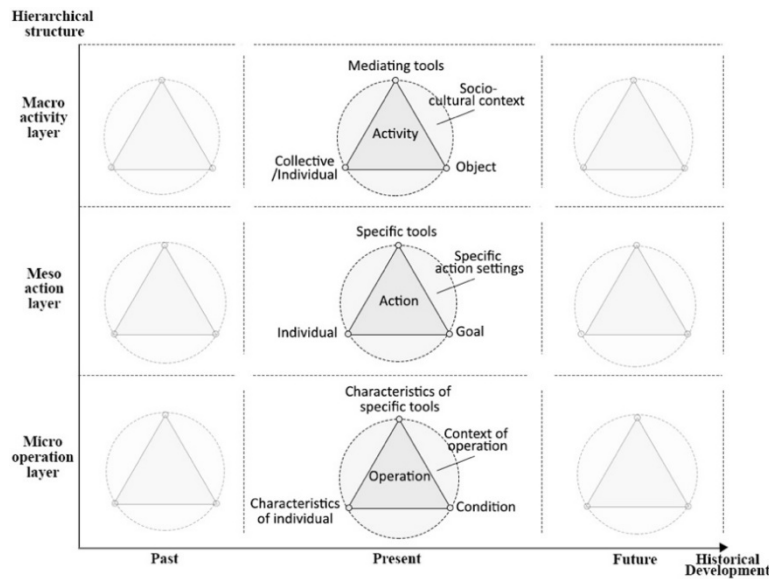 Hierarchical
structure
Macro
activity
layer
Mediating tools
Socio-
cultural context
Activity
Collective
/Individual
Object
Meso
action
layer
Specific tools
Specific
action settings
Action
Individual
Goal
Micro
operation
layer
Characteristics of
specific tools
Context of
operation
Operation
Characteristics
of individual
Condition
Past
Present
Future
Historical
Development